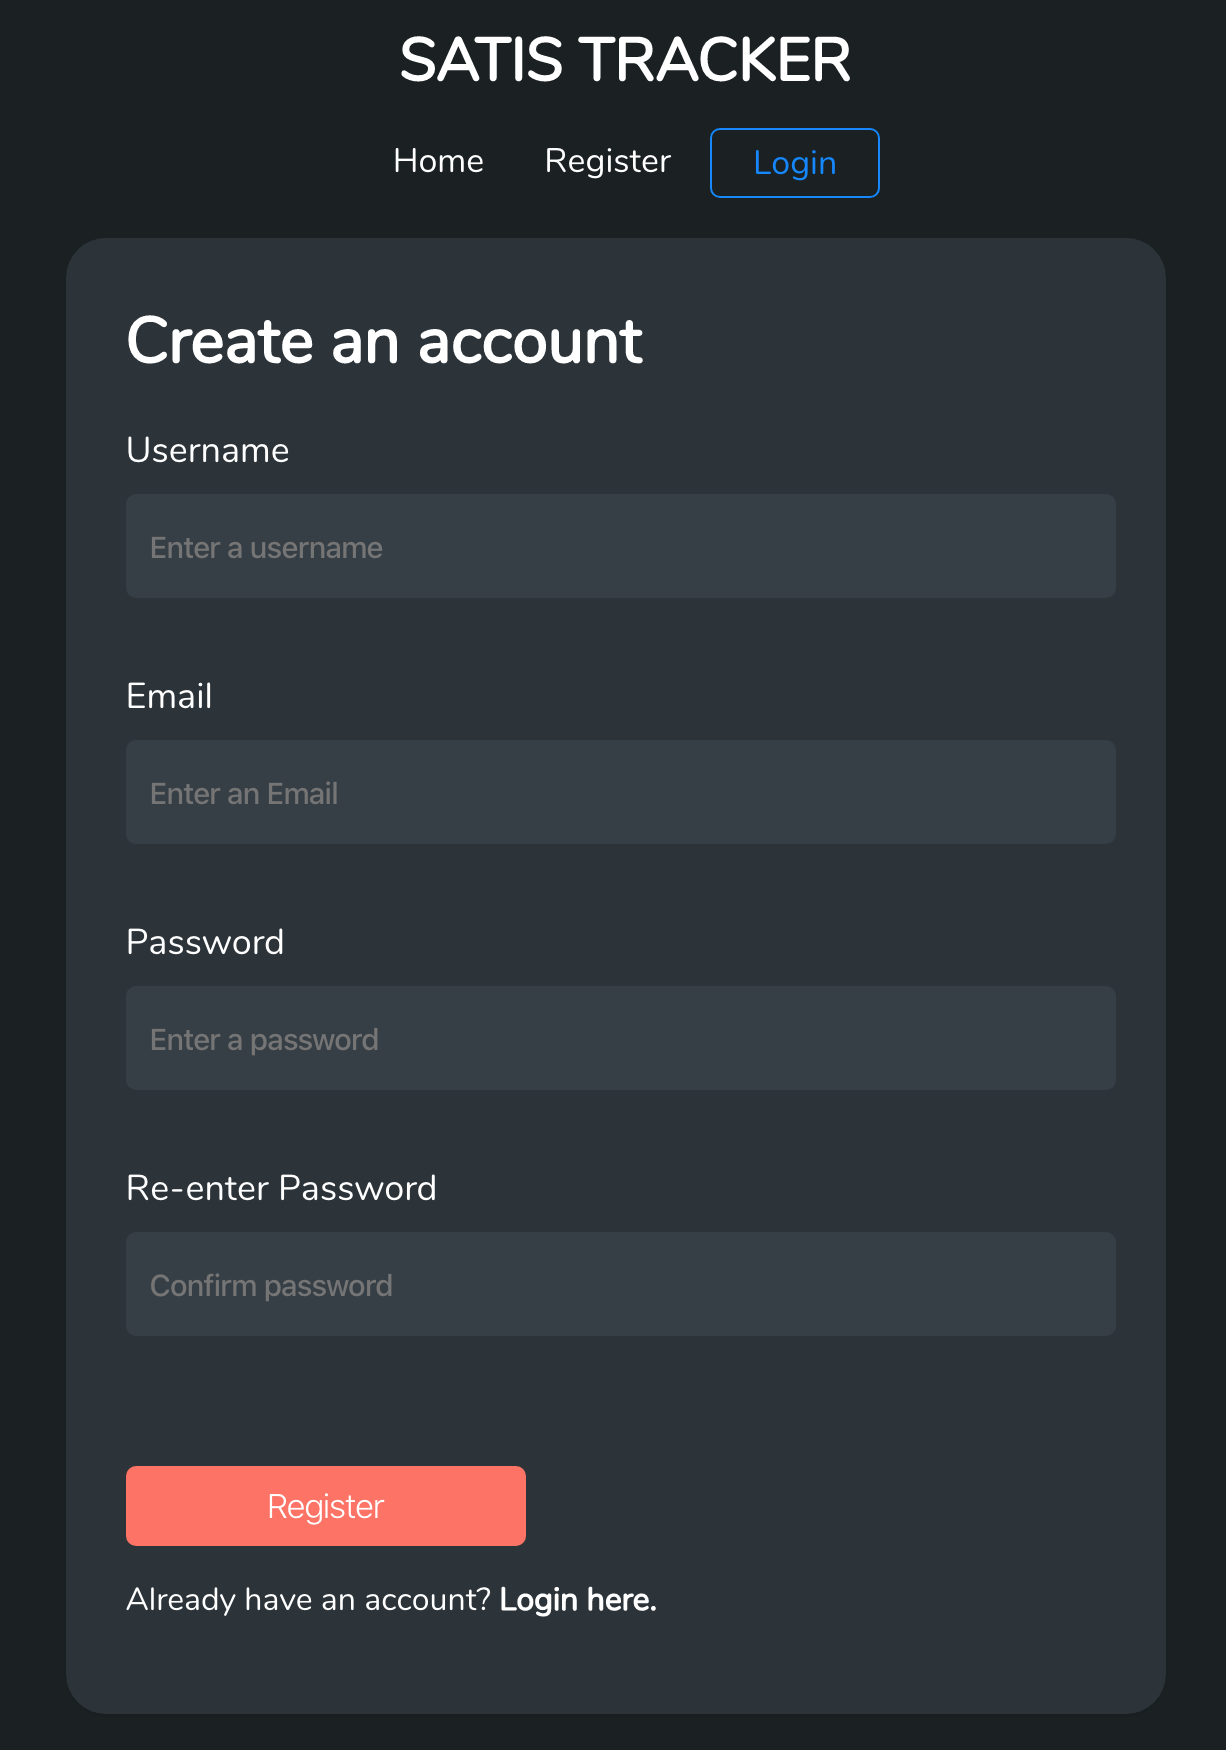 SATIS TRACKER
Home Register Login
Create an account
Username
Enter a username
Email
Enter an Email
Password
Enter a password
Re-enter Password
Confirm password
Register
Already have an account? Login here.